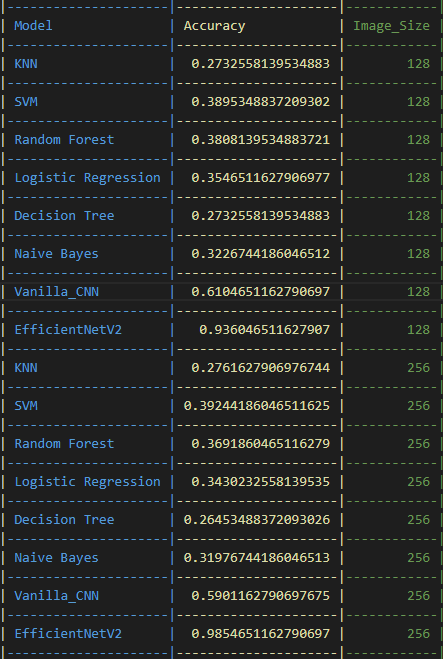 | Model | Accuracy | Image_Size |
| KNN | 0.2732558139534883 | 128 |
| SVM | 0.3895348837209302 | 128 |
| Random Forest | 0.3808139534883721 | 128 |
| Logistic Regression | 0.3546511627906977 | 128 |
| Decision Tree | 0.2732558139534883 | 128 |
| Naive Bayes | 0.3226744186046512 | 128 |
| Vanilla_CNN | 0.6104651162790697 | 128 |
| EfficientNetV2 | 0.936046511627907 | 128 |
| KNN | 0.2761627906976744 | 256 |
| SVM | 0.39244186046511625 | 256 |
| Random Forest | 0.3691860465116279 | 256 |
| Logistic Regression | 0.3430232558139535 | 256 |
| Decision Tree | 0.26453488372093026 | 256 |
| Naive Bayes | 0.31976744186046513 | 256 |
| Vanilla_CNN | 0.5901162790697675 | 256 |
| EfficientNetV2 | 0.9854651162790697 | 256 |